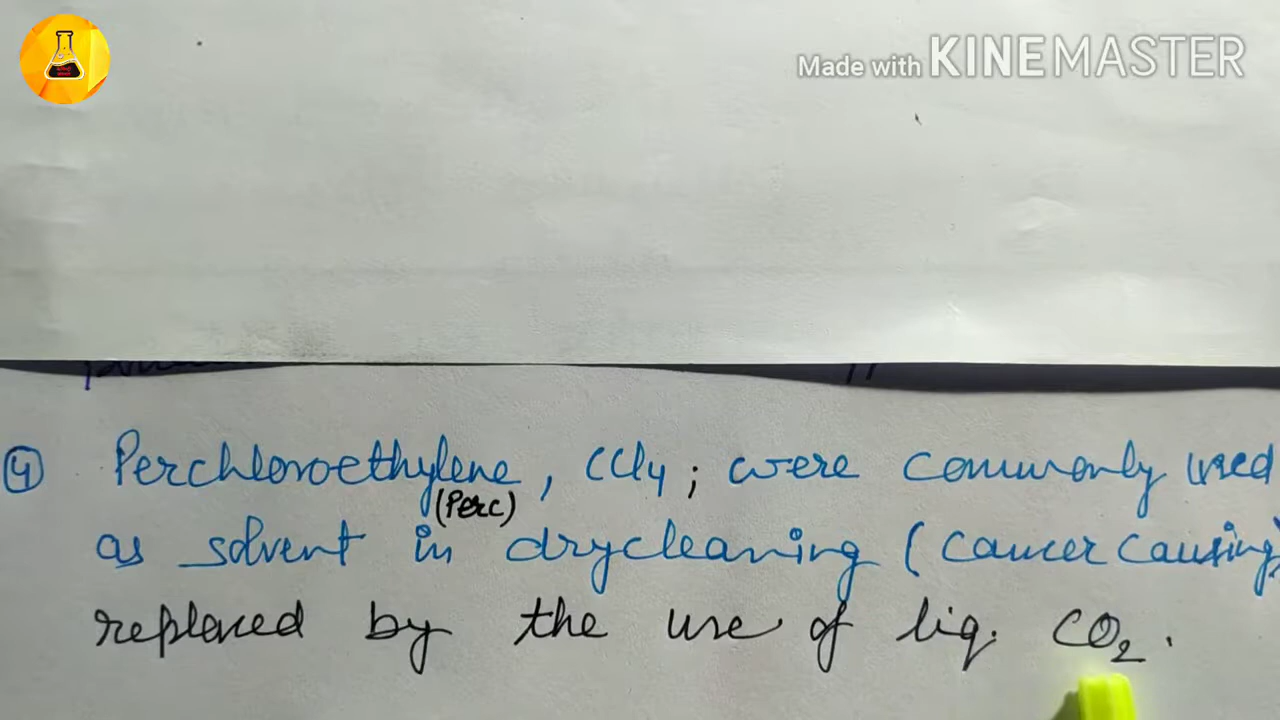 Made with KINEMASTER
④ Perchloroethylene, CCl4; were commonly used
(Perc)
as solvent in drycleaning (cancer causing)
replaced by the use of liq. CO2.